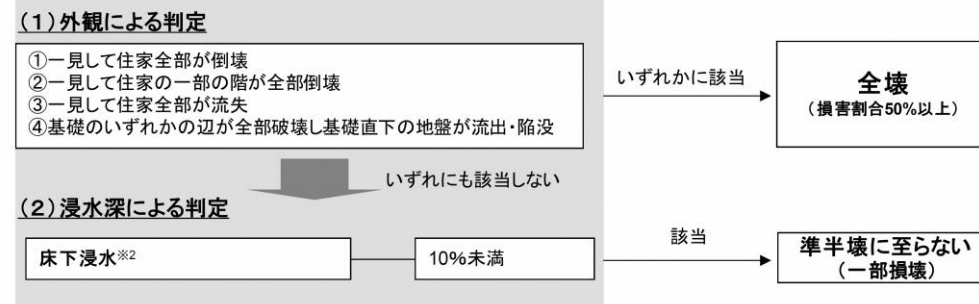 (1)外観による判定
①一見して住家全部が倒壊
②一見して住家の一部の階が全部倒壊
③一見して住家全部が流失
④基礎のいずれかの辺が全部破壊し基礎直下の地盤が流出・陥没
いずれかに該当
全壊
(損害割合50%以上)
いずれにも該当しない
(2)浸水深による判定
床下浸水※2
10%未満
該当
準半壊に至らない
(一部損壊)